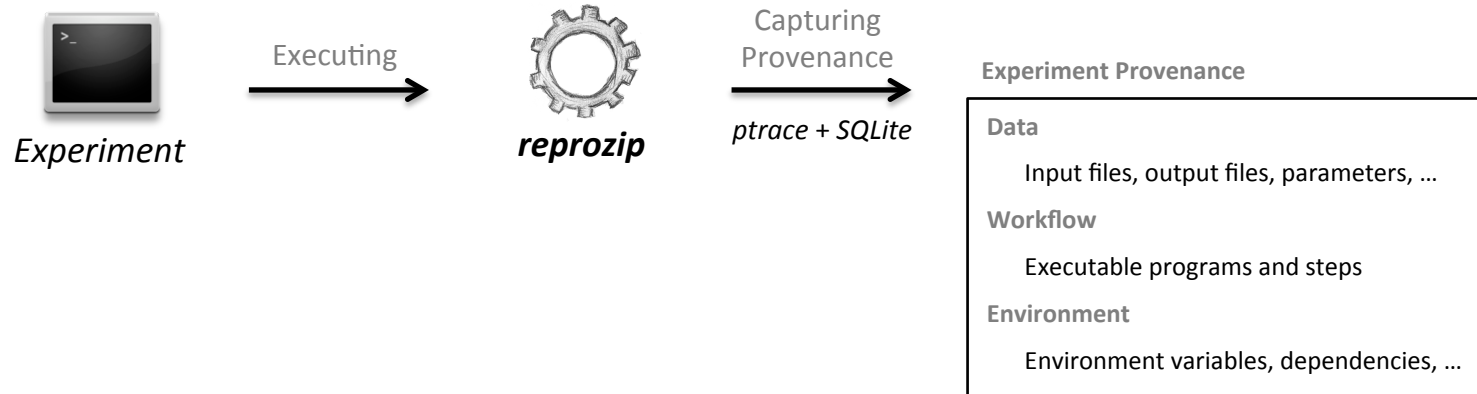 >_
Experiment
Executing
reprozip
Capturing
Provenance
ptrace + SQLite
Experiment Provenance
Data
Input files, output files, parameters, …
Workflow
Executable programs and steps
Environment
Environment variables, dependencies, …